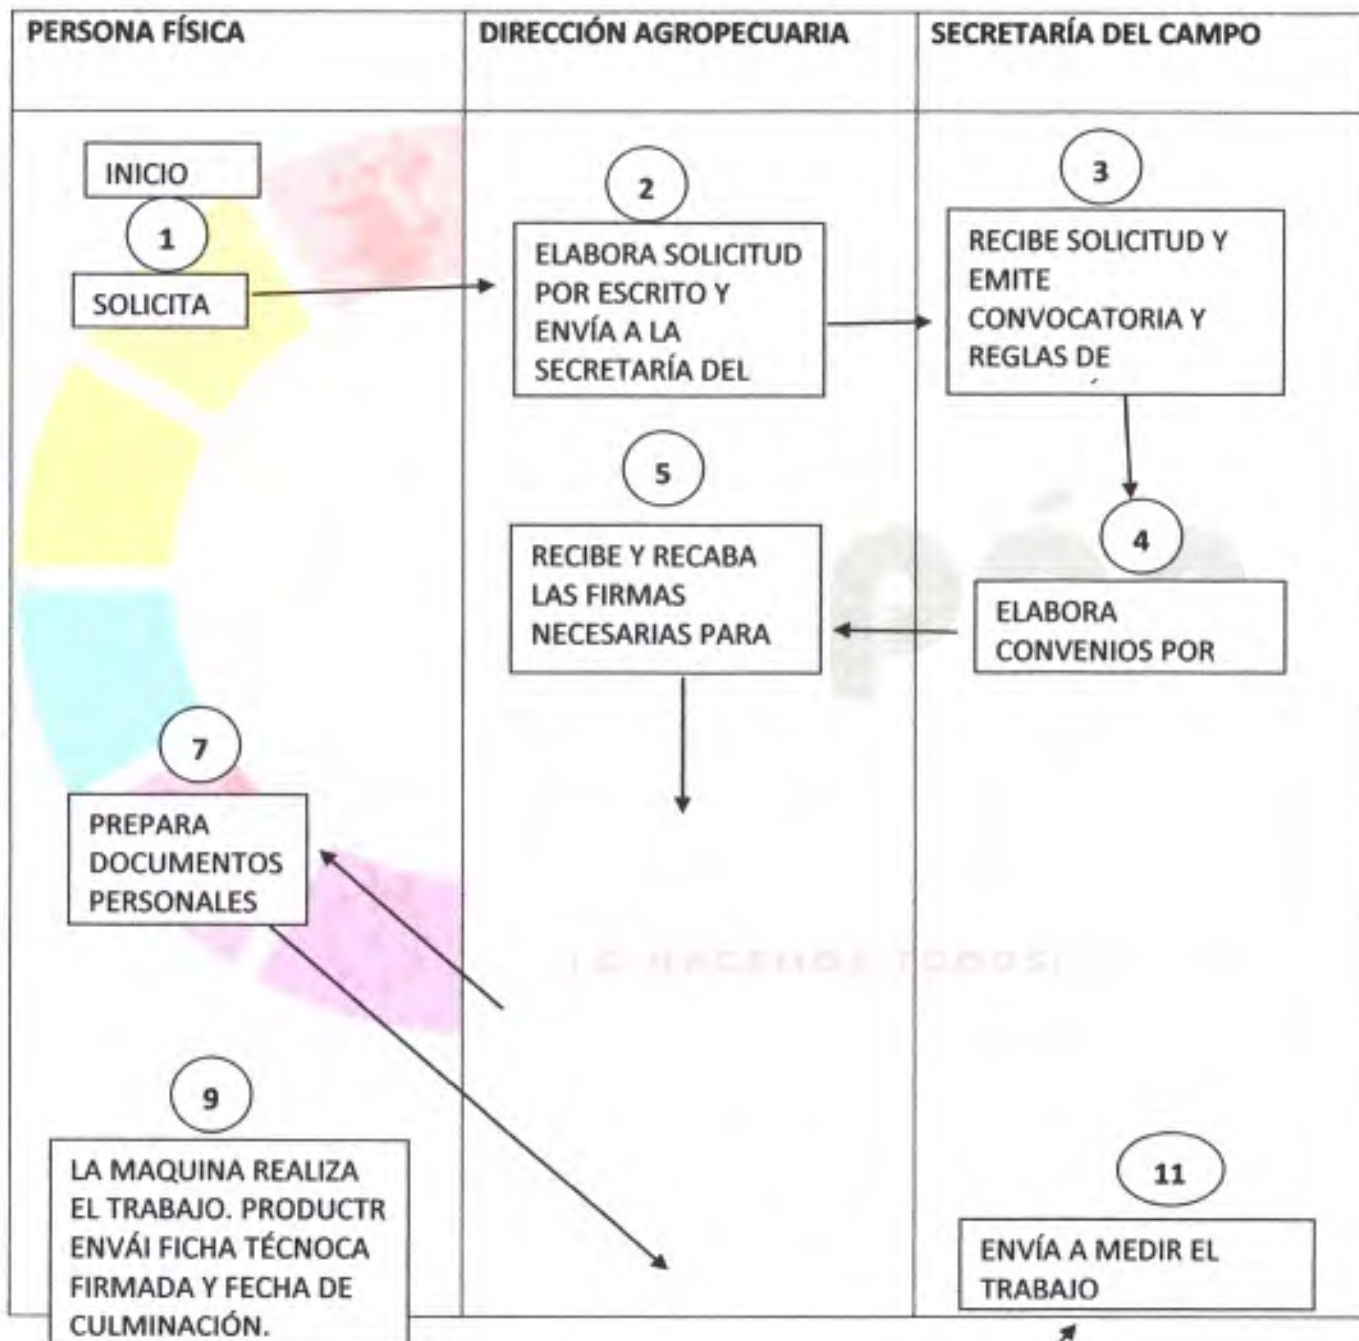 PERSONA FÍSICA
DIRECCIÓN AGROPECUARIA
SECRETARÍA DEL CAMPO
INICIO
1
SOLICITA
2
ELABORA SOLICITUD
POR ESCRITO Y
ENVÍA A LA
SECRETARÍA DEL
3
RECIBE SOLICITUD Y
EMITE
CONVOCATORIA Y
REGLAS DE
4
ELABORA
CONVENIOS POR
5
RECIBE Y RECABA
LAS FIRMAS
NECESARIAS PARA
7
PREPARA
DOCUMENTOS
PERSONALES
HACEMOS TODOS
9
LA MAQUINA REALIZA
EL TRABAJO. PRODUCTR
ENVÁI FICHA TÉCNOCA
FIRMADA Y FECHA DE
CULMINACIÓN.
11
ENVÍA A MEDIR EL
TRABAJO